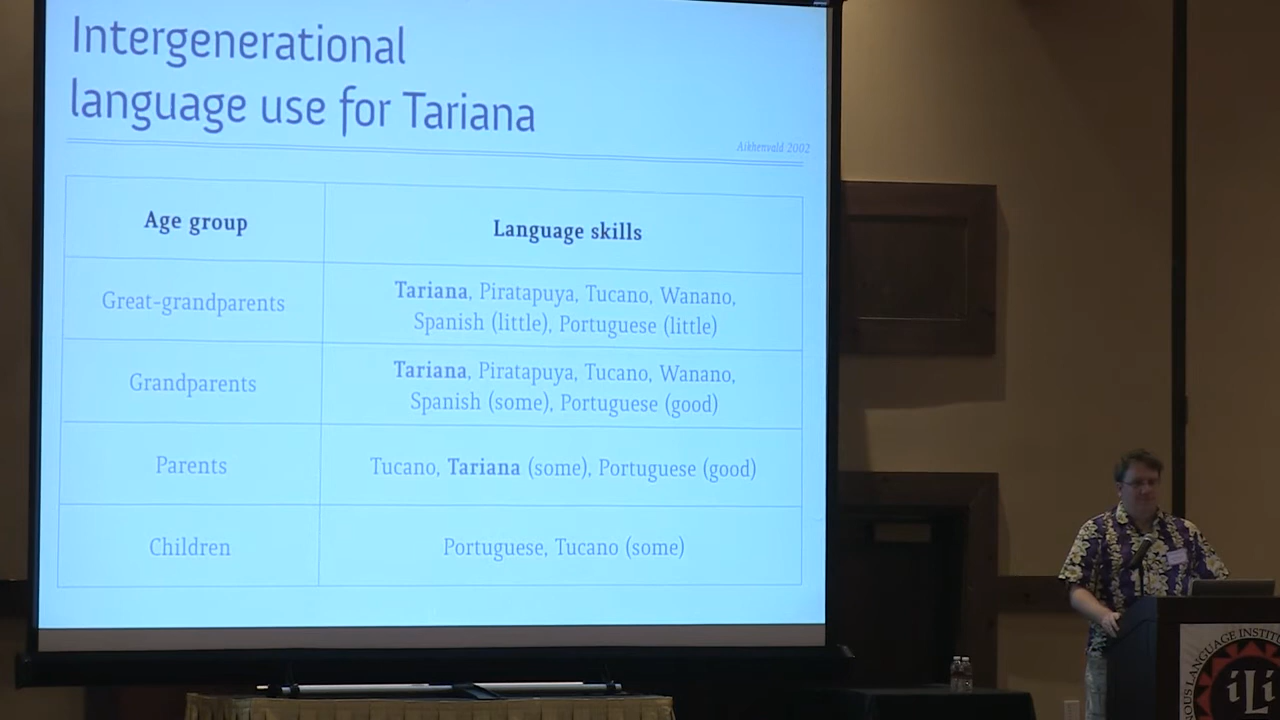 Intergenerational
language use for Tariana
Aikhenvald 2002
Age group
Language skills
Great-grandparents
Tariana, Piratapuya, Tucano, Wanano,
Spanish (little), Portuguese (little)
Grandparents
Tariana, Piratapuya, Tucano, Wanano,
Spanish (some), Portuguese (good)
Parents
Tucano, Tariana (some), Portuguese (good)
Children
Portuguese, Tucano (some)
LANGUAGE
iLi